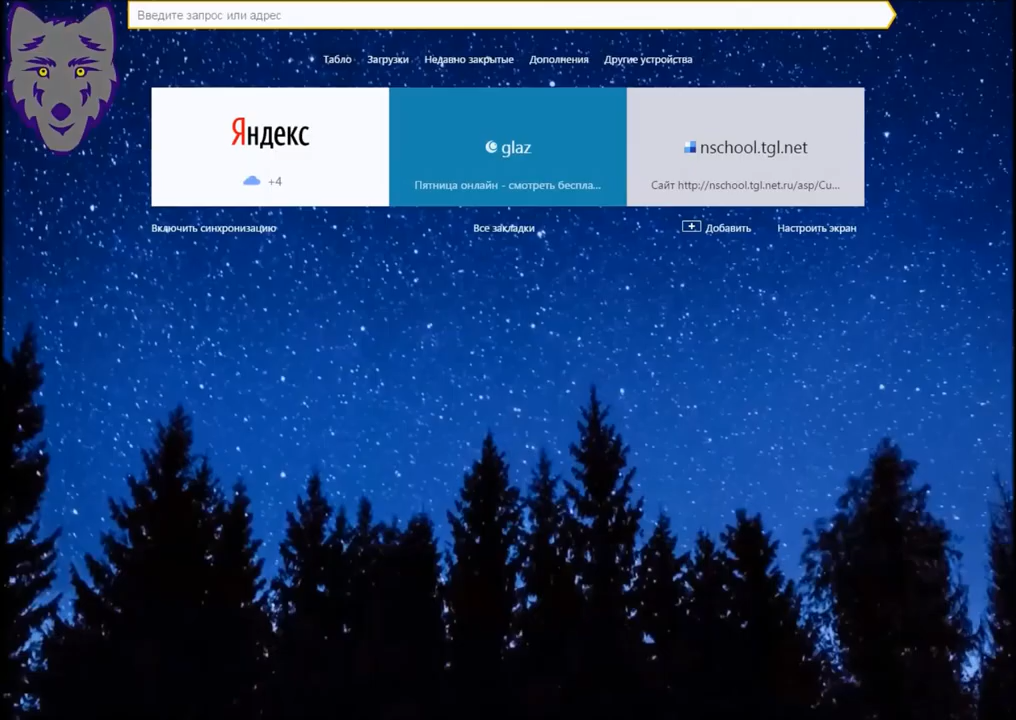 Введите запрос или адрес
Табло Загрузки Недавно закрытые Дополнения Другие устройства
Яндекс
+4
glaz
Пятница онлайн - смотреть беспла...
nschool.tgl.net
Сайт http://nschool.tgl.net.ru/asp/Cu...
Включить синхронизацию Все закладки Добавить Настроить экран